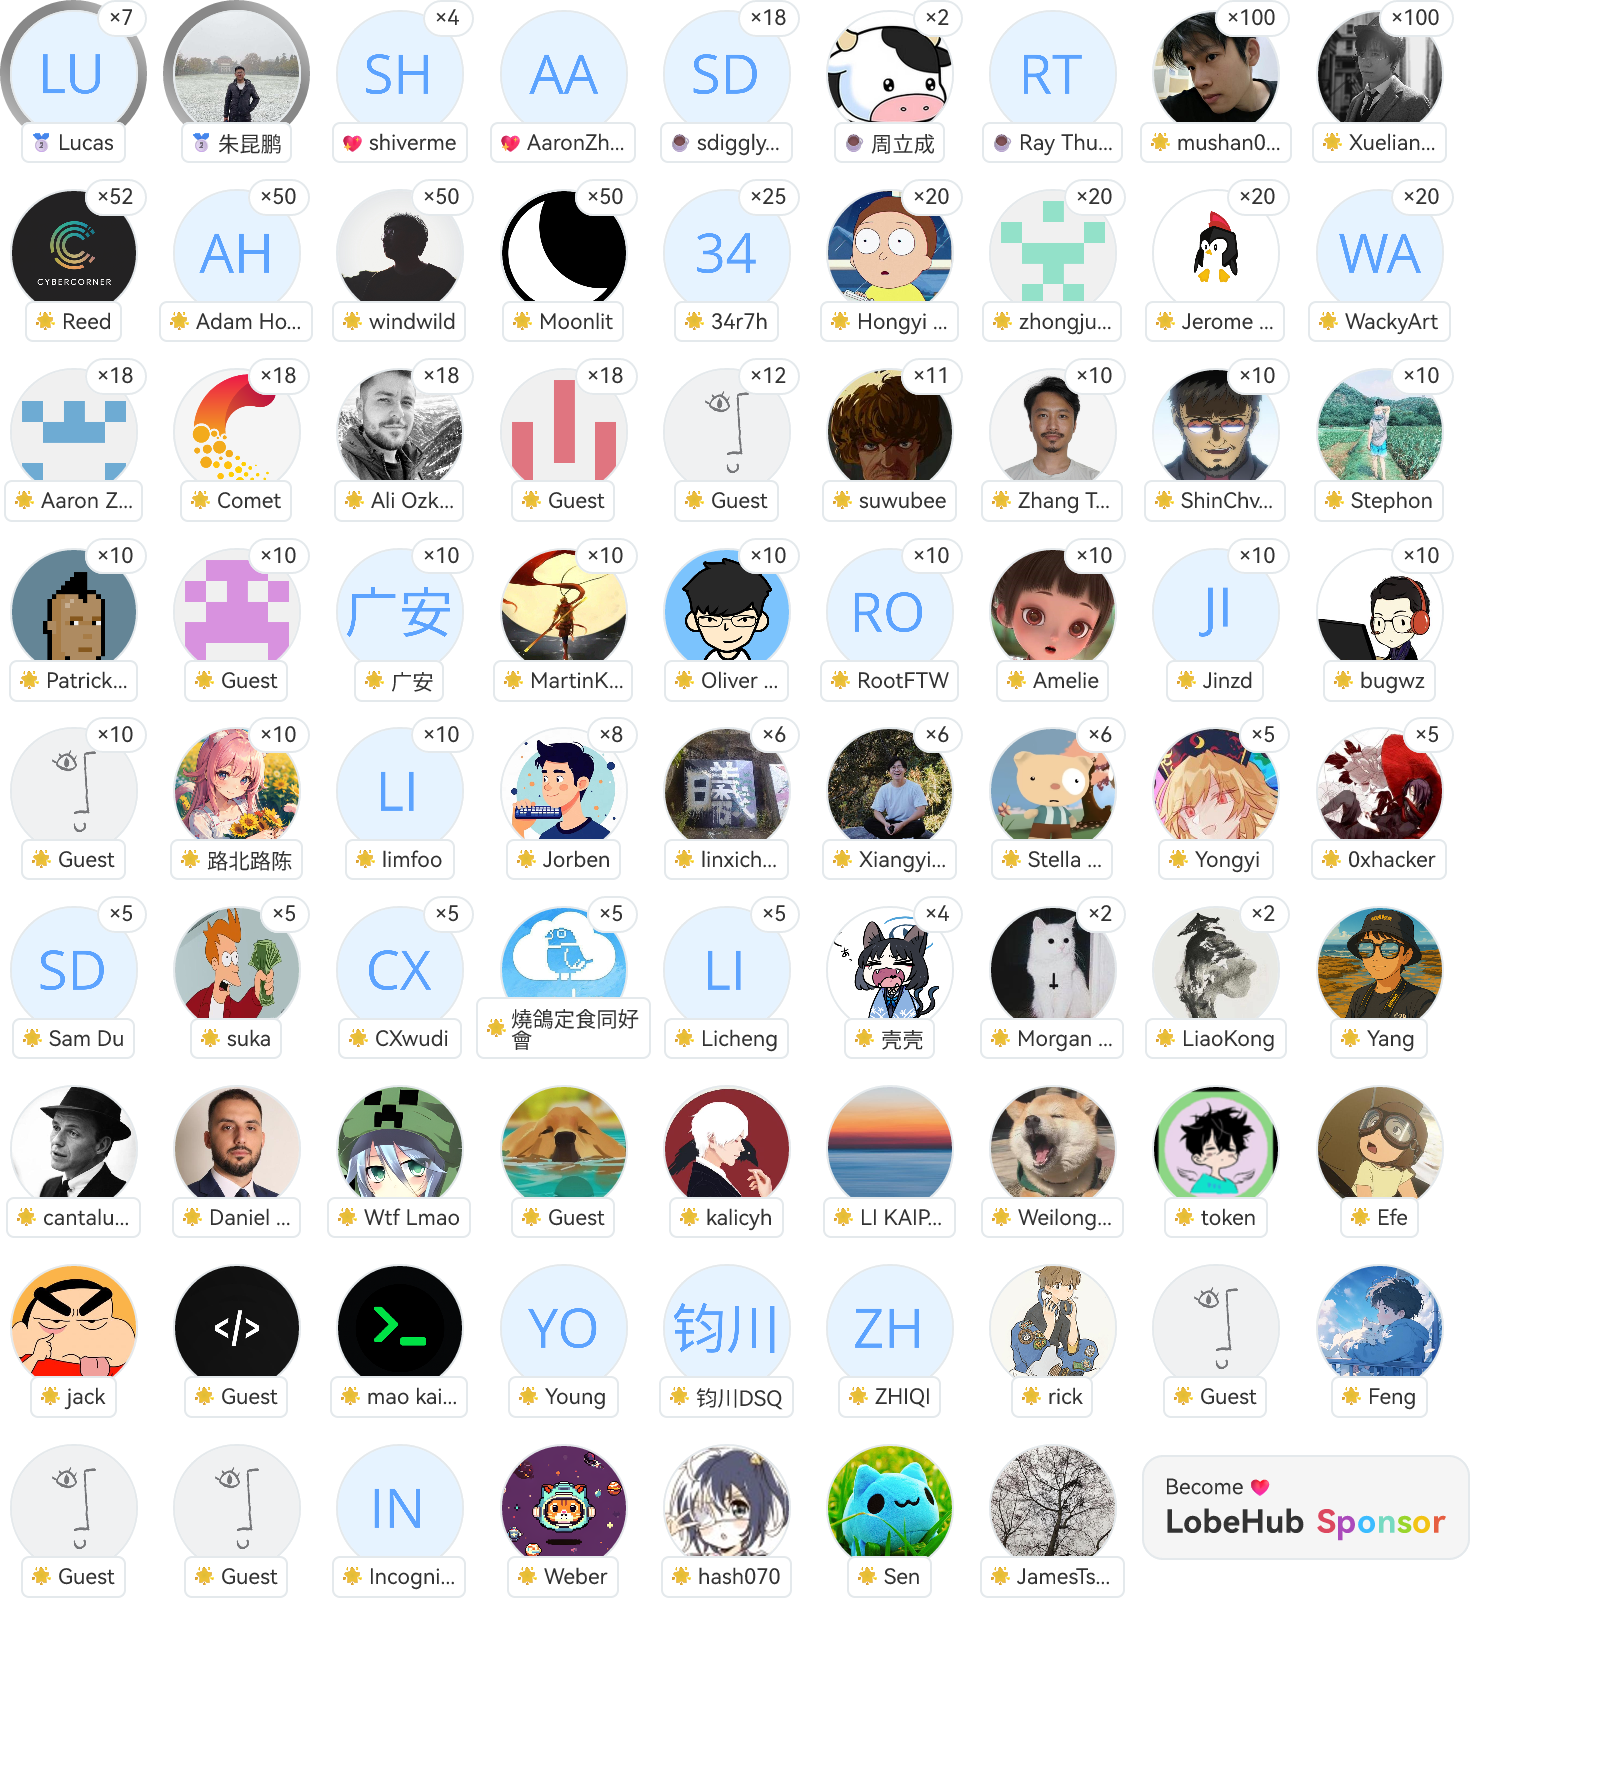 ×7
×4
×18
×2
×100
×100
LU
SH
AA
SD
RT
Lucas
朱昆鹏
shiverme
AaronZh...
sdiggly...
周立成
Ray Thu...
mushan0...
Xuelian...
×52
×50
×50
×50
×25
×20
×20
×20
×20
CYBERCORNER
AH
34
WA
Reed
Adam Ho...
windwild
Moonlit
34r7h
Hongyi ...
zhongju...
Jerome ...
WackyArt
×18
×18
×18
×18
×12
×11
×10
×10
×10
Aaron Z...
Comet
Ali Ozk...
Guest
Guest
suwubee
Zhang T...
ShinChv...
Stephon
×10
×10
×10
×10
×10
×10
×10
×10
×10
广安
RO
JI
Patrick...
Guest
广安
MartinK...
Oliver ...
RootFTW
Amelie
Jinzd
bugwz
×10
×10
×10
×8
×6
×6
×6
×5
×5
LI
Guest
路北路陈
limfoo
Jorben
linxich...
Xiangyi...
Stella ...
Yongyi
0xhacker
×5
×5
×5
×5
×5
×4
×2
×2
SD
CX
LI
Sam Du
suka
CXwudi
燒鴿定食同好
會
Licheng
壳壳
Morgan ...
LiaoKong
Yang
cantalu...
Daniel ...
Wtf Lmao
Guest
kalicyh
LI KAIP...
Weilong...
token
Efe
</>
>_
YO
钧川
ZH
jack
Guest
mao kai...
Young
钧川DSQ
ZHIQI
rick
Guest
Feng
IN
Guest
Guest
Incogni...
Weber
hash070
Sen
JamesTs...
Become
LobeHub Sponsor